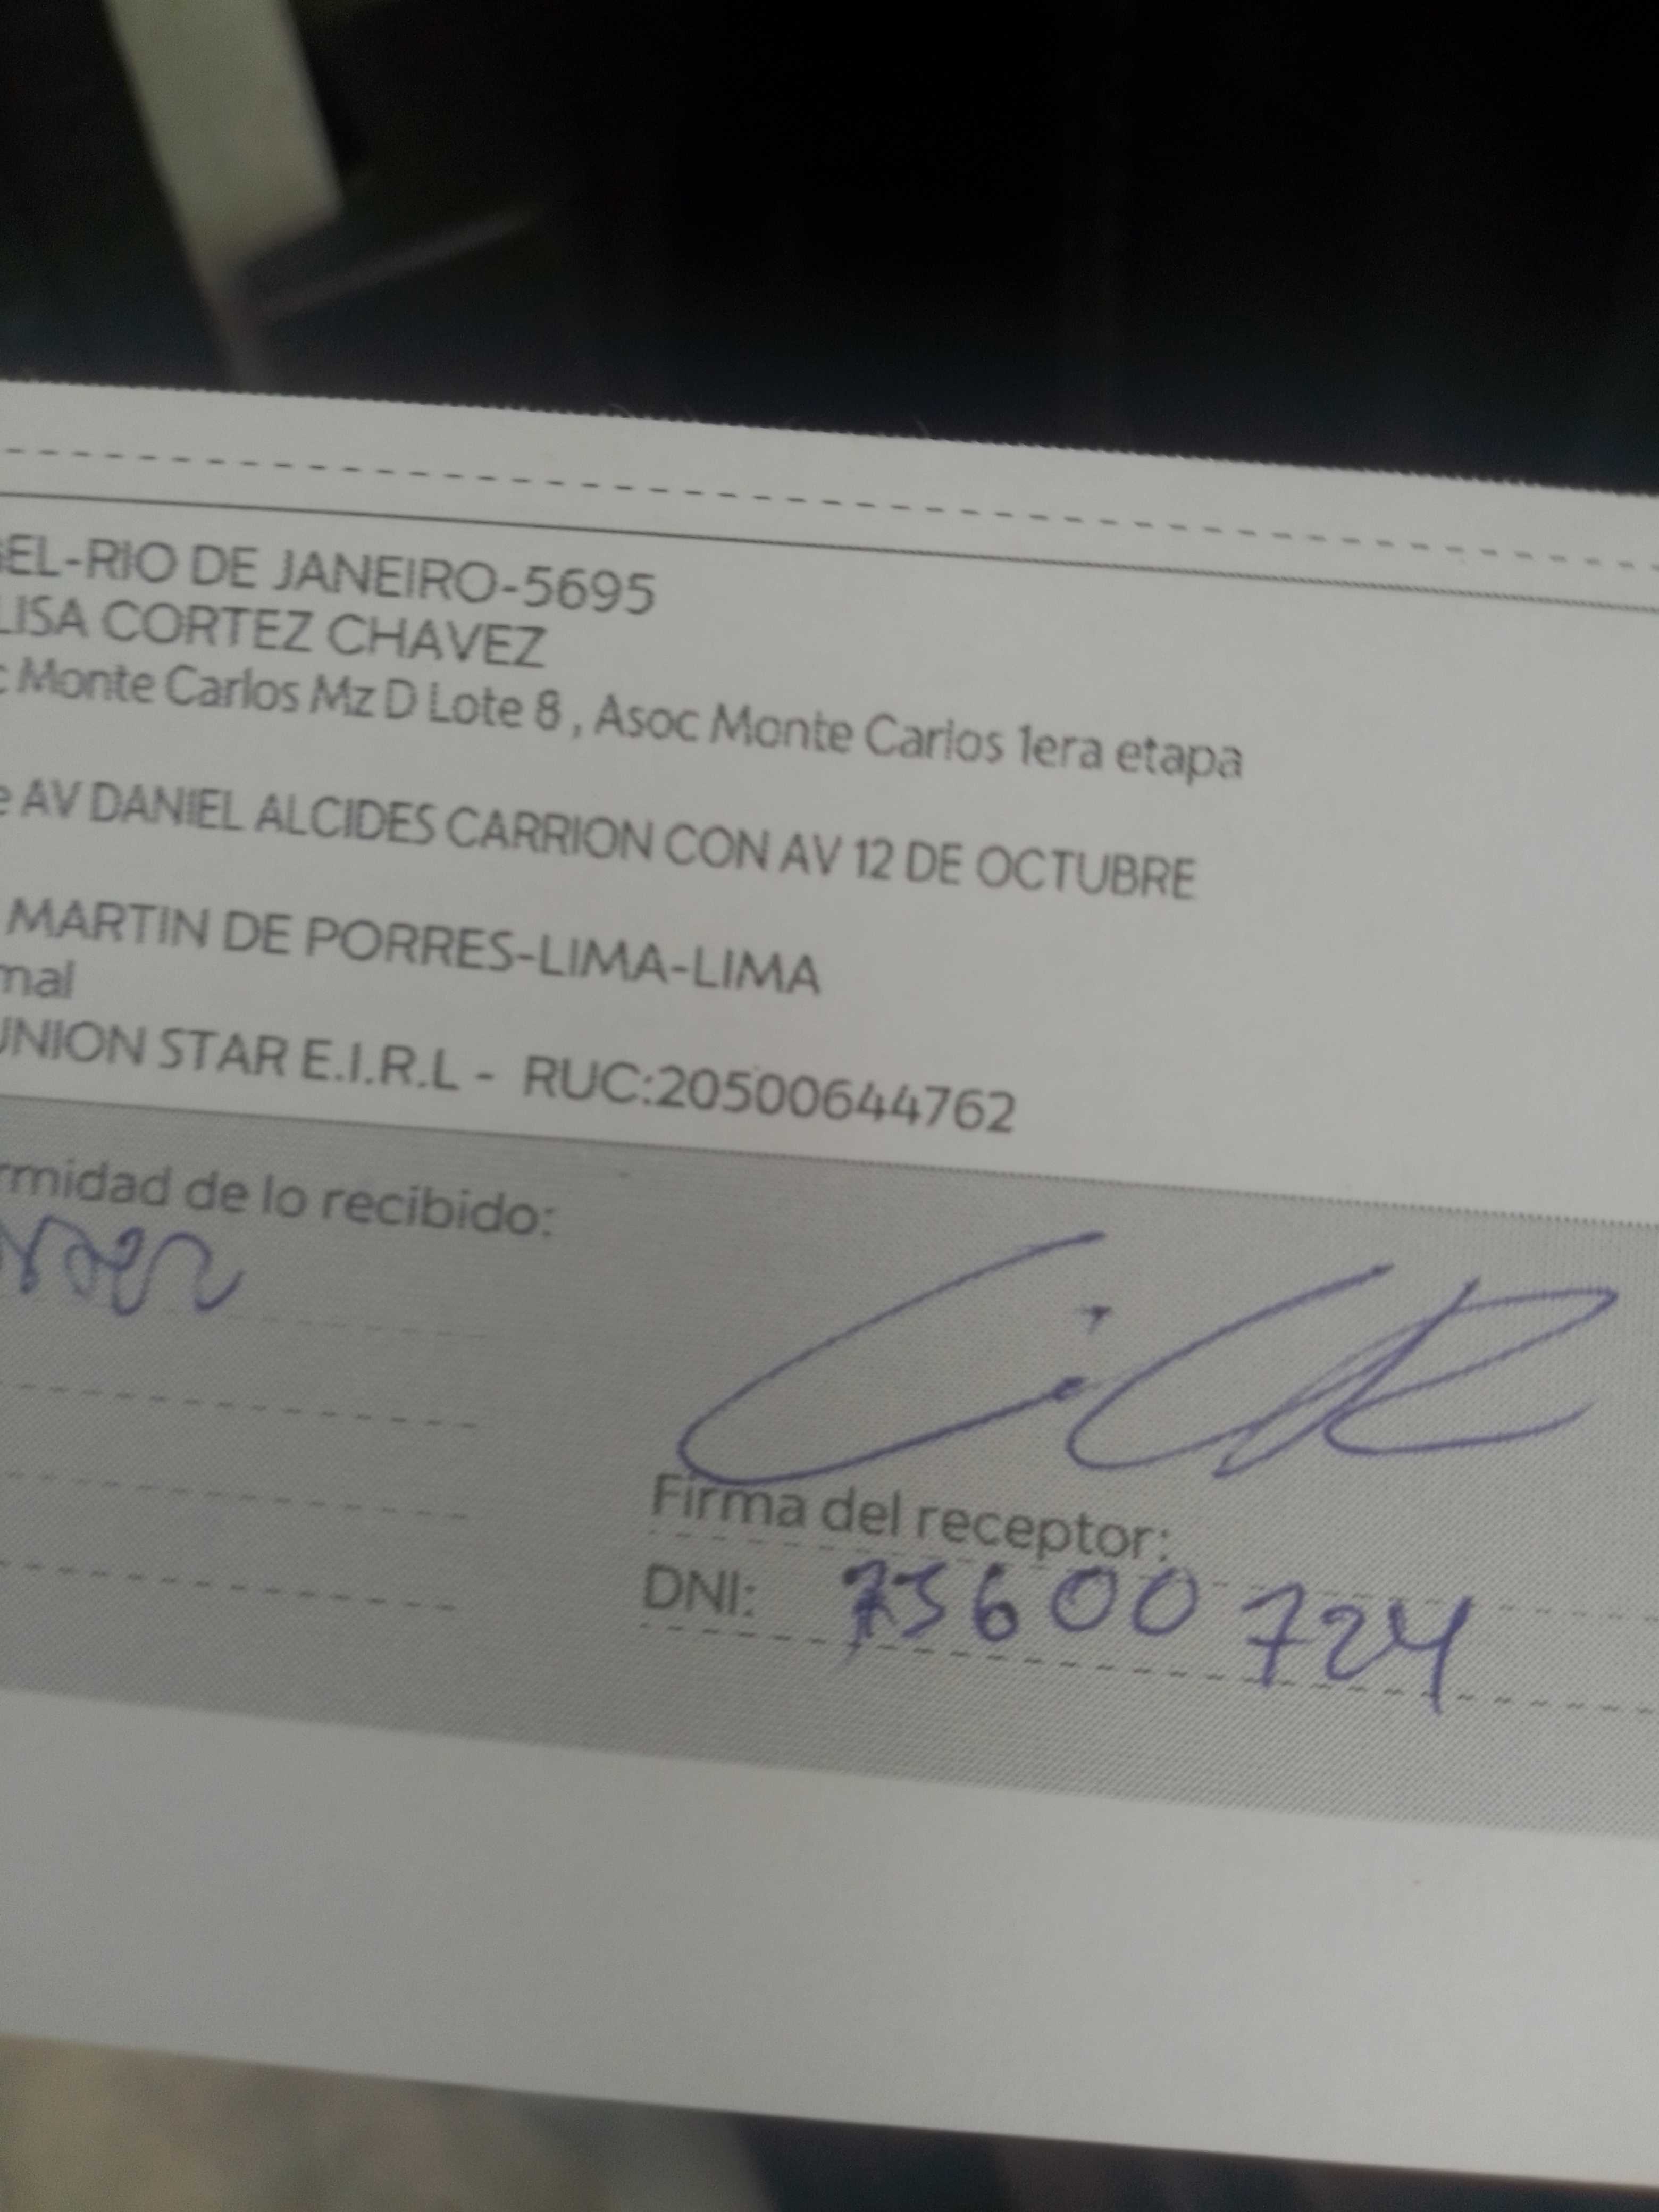 BEL-RIO DE JANEIRO-5695
LISA CORTEZ CHAVEZ
c Monte Carlos Mz D Lote 8 , Asoc Monte Carlos 1era etapa
e AV DANIEL ALCIDES CARRION CON AV 12 DE OCTUBRE
MARTIN DE PORRES-LIMA-LIMA
mal
UNION STAR E.I.R.L - RUC:20500644762
rmidad de lo recibido:
Firma del receptor:
DNI: 73600724